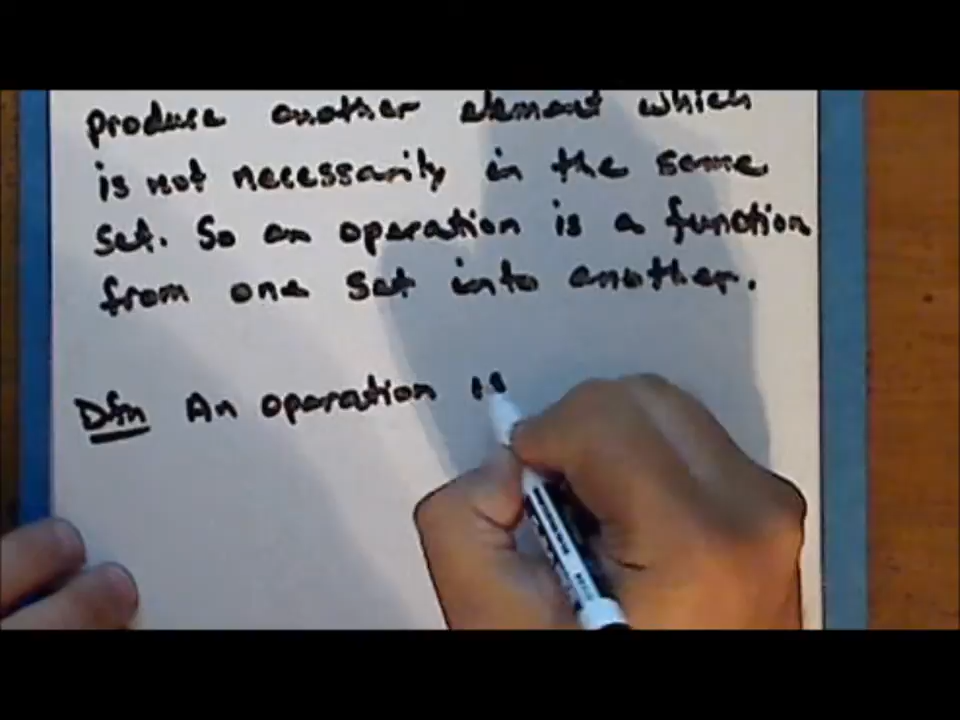 produce another element which
is not necessarily in the same
set. So an operation is a function
from one set into another.
Dfn An operation is